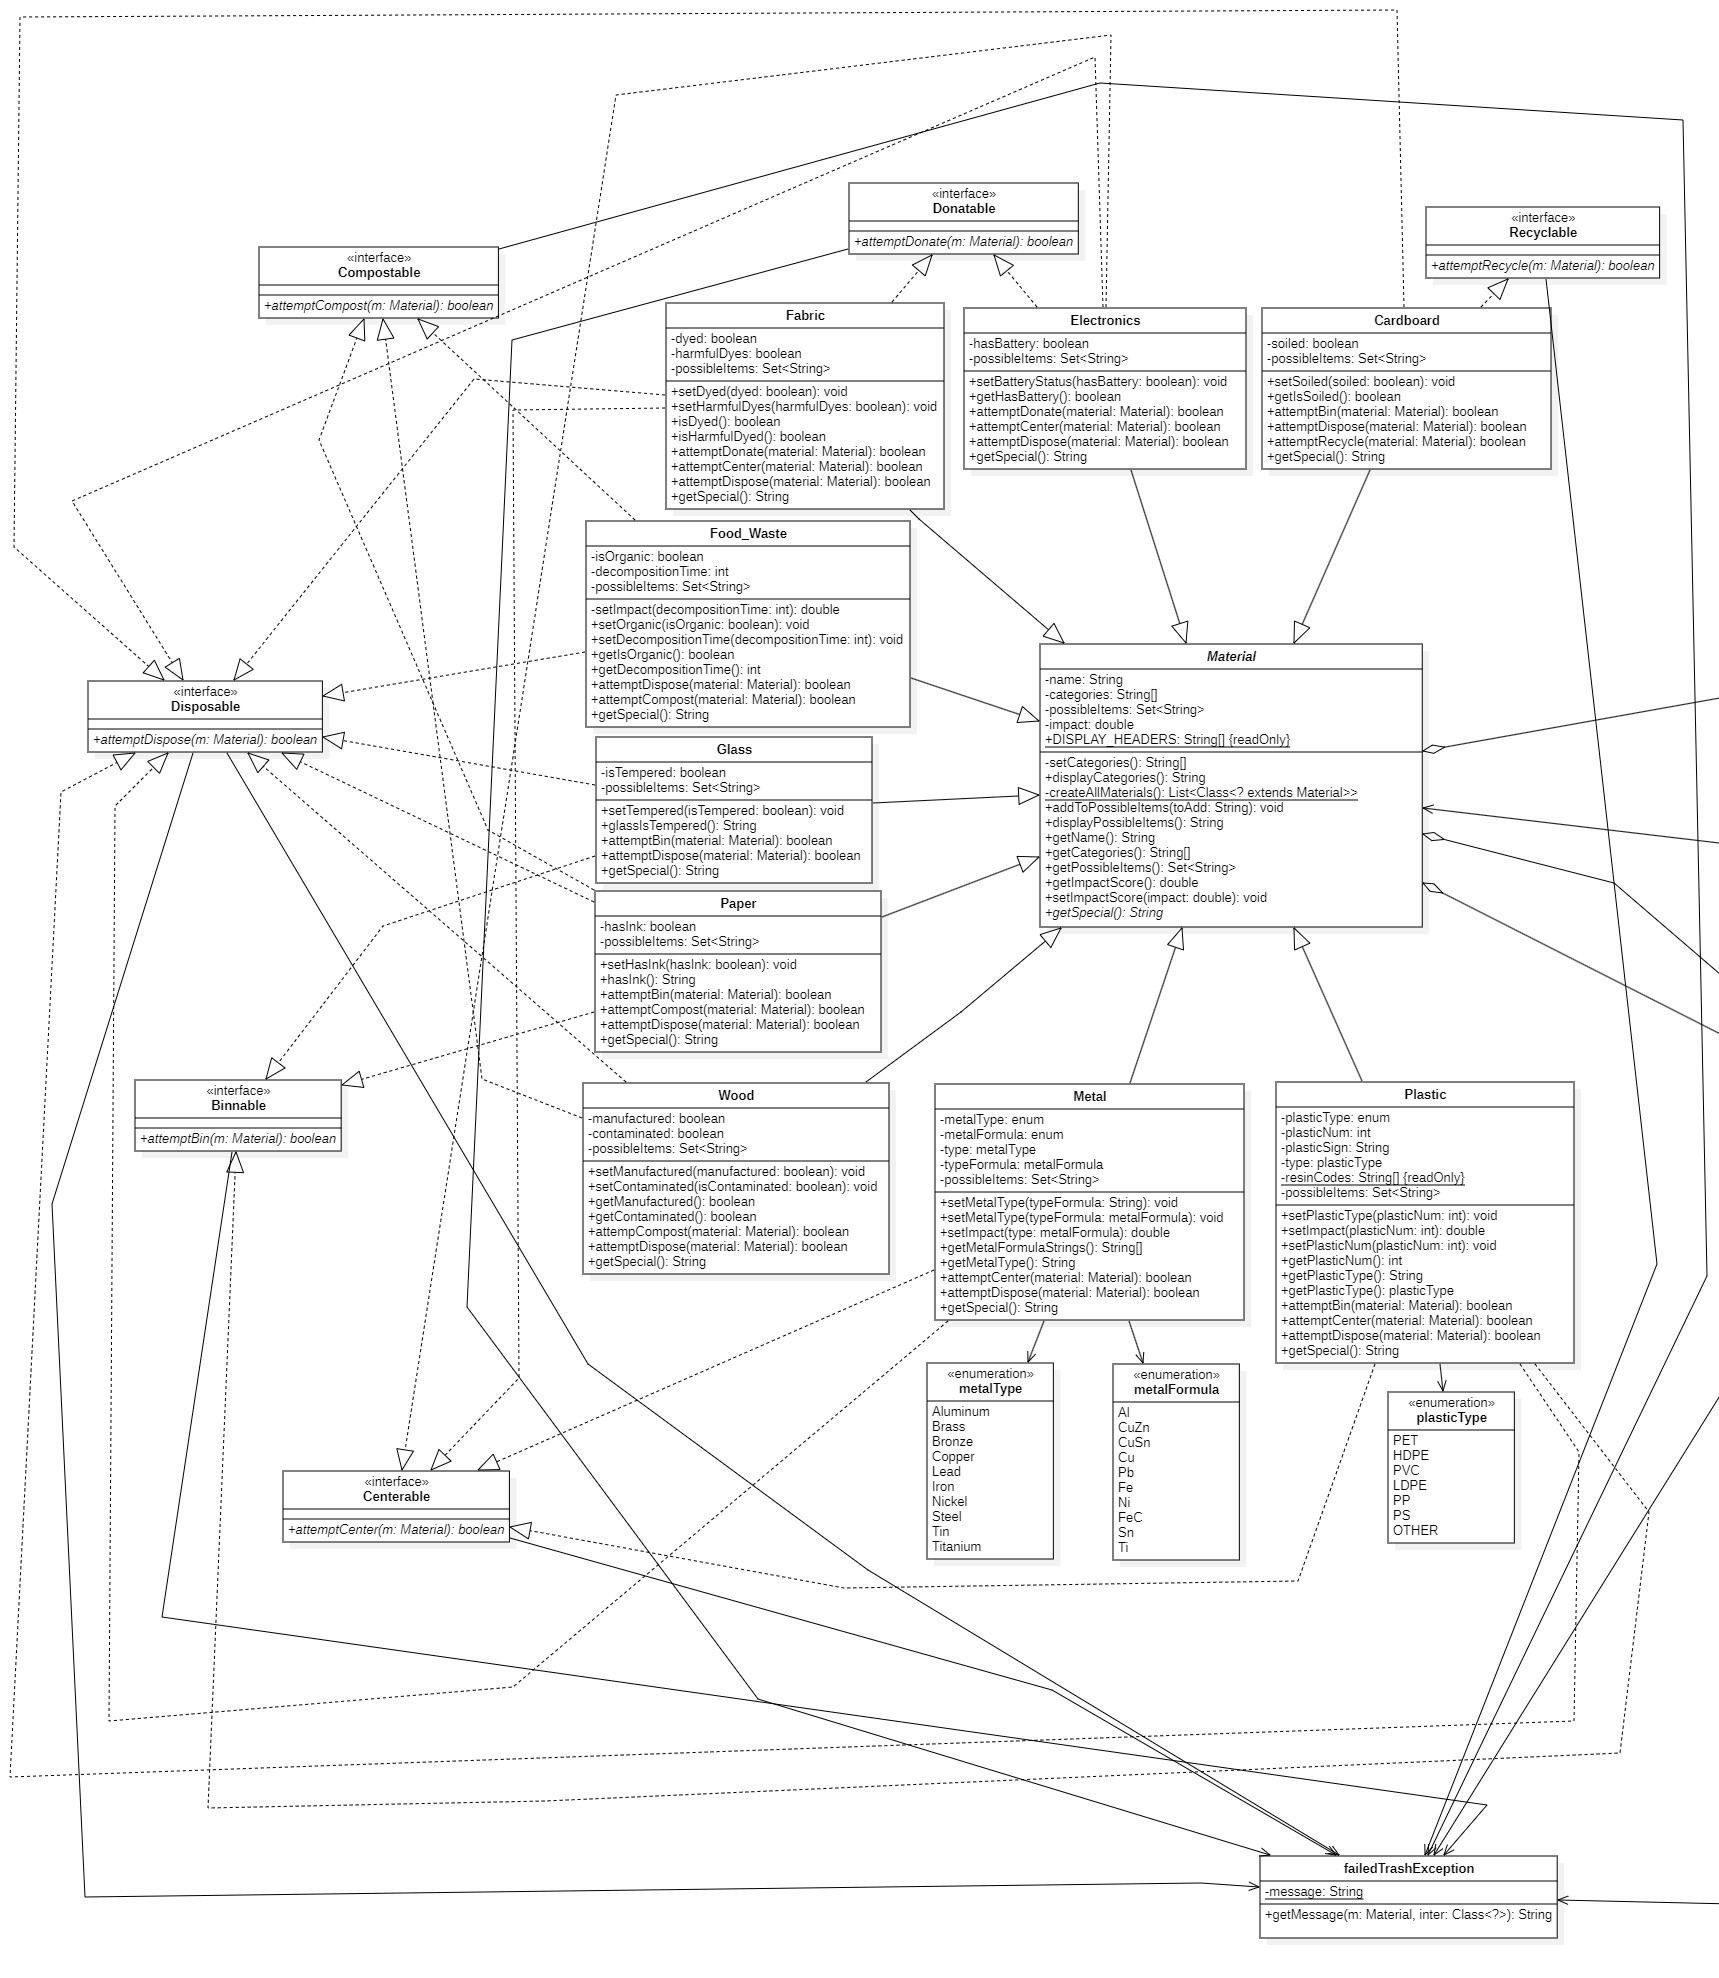 «interface»
Donatable
+attemptDonate(m: Material): boolean
«interface»
Recyclable
+attemptRecycle(m: Material): boolean
«interface»
Compostable
+attemptCompost(m: Material): boolean
Fabric
-dyed: boolean
-harmfulDyes: boolean
-possibleItems: Set<String>
+setDyed(dyed: boolean): void
+setHarmfulDyes(harmfulDyes: boolean): void
+isDyed(): boolean
+isHarmfulDyed(): boolean
+attemptDonate(material: Material): boolean
+attemptCenter(material: Material): boolean
+attemptDispose(material: Material): boolean
+getSpecial(): String
Electronics
-hasBattery: boolean
-possibleItems: Set<String>
+setBatteryStatus(hasBattery: boolean): void
+getHasBattery(): boolean
+attemptDonate(material: Material): boolean
+attemptCenter(material: Material): boolean
+attemptDispose(material: Material): boolean
+getSpecial(): String
Cardboard
-soiled: boolean
-possibleItems: Set<String>
+setSoiled(soiled: boolean): void
+getIsSoiled(): boolean
+attemptBin(material: Material): boolean
+attemptDispose(material: Material): boolean
+attemptRecycle(material: Material): boolean
+getSpecial(): String
Food_Waste
-isOrganic: boolean
-decompositionTime: int
-possibleItems: Set<String>
-setImpact(decompositionTime: int): double
+setOrganic(isOrganic: boolean): void
+setDecompositionTime(decompositionTime: int): void
+getIsOrganic(): boolean
+getDecompositionTime(): int
+attemptDispose(material: Material): boolean
+attemptCompost(material: Material): boolean
+getSpecial(): String
Material
-name: String
-categories: String[]
-possibleItems: Set<String>
-impact: double
+DISPLAY_HEADERS: String[] {readOnly}
-setCategories(): String[]
+displayCategories(): String
-createAllMaterials(): List<Class<? extends Material>>
+addToPossibleItems(toAdd: String): void
+displayPossibleItems(): String
+getName(): String
+getCategories(): String[]
+getPossibleItems(): Set<String>
+getImpactScore(): double
+setImpactScore(impact: double): void
+getSpecial(): String
«interface»
Disposable
+attemptDispose(m: Material): boolean
Glass
-isTempered: boolean
-possibleItems: Set<String>
+setTempered(isTempered: boolean): void
+glassIsTempered(): String
+attemptBin(material: Material): boolean
+attemptDispose(material: Material): boolean
+getSpecial(): String
Paper
-hasInk: boolean
-possibleItems: Set<String>
+setHasInk(hasInk: boolean): void
+hasInk(): String
+attemptBin(material: Material): boolean
+attemptCompost(material: Material): boolean
+attemptDispose(material: Material): boolean
+getSpecial(): String
«interface»
Binnable
+attemptBin(m: Material): boolean
Wood
-manufactured: boolean
-contaminated: boolean
-possibleItems: Set<String>
+setManufactured(manufactured: boolean): void
+setContaminated(isContaminated: boolean): void
+getManufactured(): boolean
+getContaminated(): boolean
+attempCompost(material: Material): boolean
+attemptDispose(material: Material): boolean
+getSpecial(): String
Metal
-metalType: enum
-metalFormula: enum
-type: metalType
-typeFormula: metalFormula
-possibleItems: Set<String>
+setMetalType(typeFormula: String): void
+setMetalType(typeFormula: metalFormula): void
+setImpact(type: metalFormula): double
+getMetalFormulaStrings(): String[]
+getMetalType(): String
+attemptCenter(material: Material): boolean
+attemptDispose(material: Material): boolean
+getSpecial(): String
Plastic
-plasticType: enum
-plasticNum: int
-plasticSign: String
-type: plasticType
-resinCodes: String[] {readOnly}
-possibleItems: Set<String>
+setPlasticType(plasticNum: int): void
+setImpact(plasticNum: int): double
+setPlasticNum(plasticNum: int): void
+getPlasticNum(): int
+getPlasticType(): String
+getPlasticType(): plasticType
+attemptBin(material: Material): boolean
+attemptCenter(material: Material): boolean
+attemptDispose(material: Material): boolean
+getSpecial(): String
«enumeration»
metalType
Aluminum
Brass
Bronze
Copper
Lead
Iron
Nickel
Steel
Tin
Titanium
«enumeration»
metalFormula
Al
CuZn
CuSn
Cu
Pb
Fe
Ni
FeC
Sn
Ti
«enumeration»
plasticType
PET
HDPE
PVC
LDPE
PP
PS
OTHER
«interface»
Centerable
+attemptCenter(m: Material): boolean
failedTrashException
-message: String
+getMessage(m: Material, inter: Class<?>): String